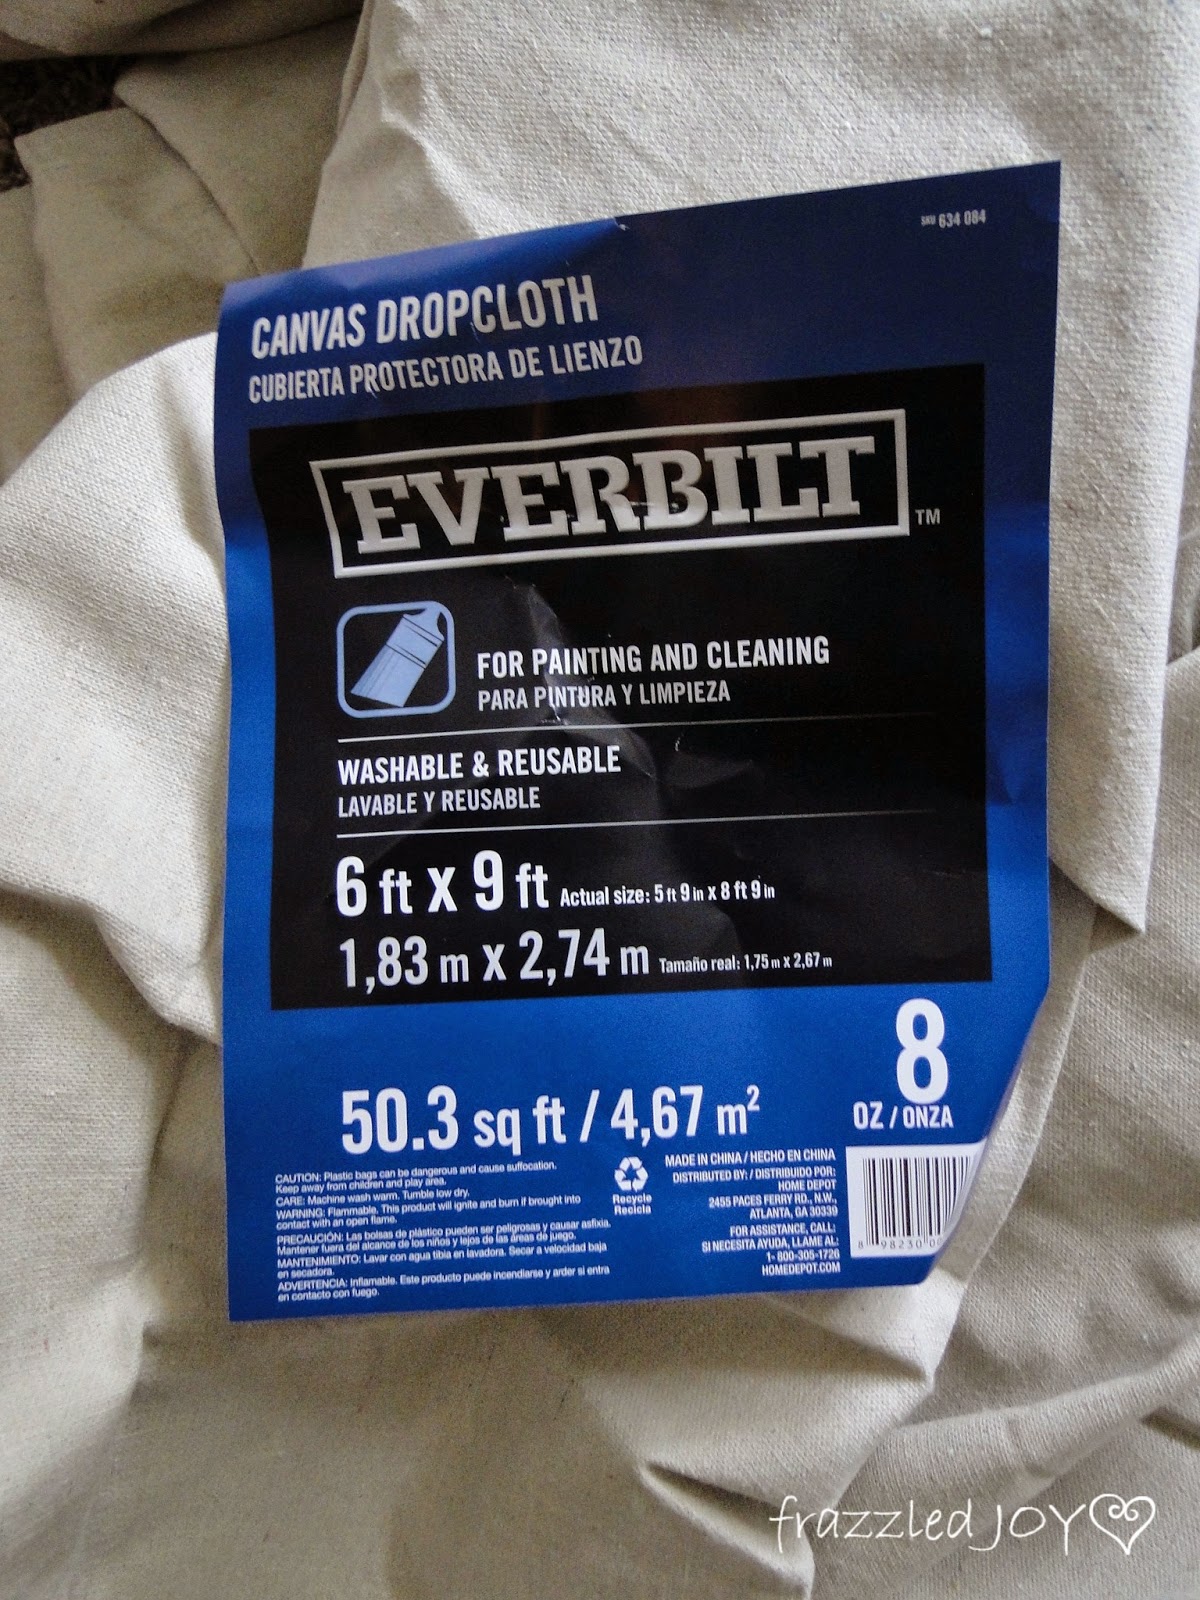 SKU 634 084
CANVAS DROPCLOTH
CUBIERTA PROTECTORA DE LIENZO
EVERBILT™
FOR PAINTING AND CLEANING
PARA PINTURA Y LIMPIEZA
WASHABLE & REUSABLE
LAVABLE Y REUSABLE
6 ft x 9 ft Actual size: 5 ft 9 in x 8 ft 9 in
1,83 m x 2,74 m Tamaño real: 1,75 m x 2,67 m
8
OZ / ONZA
50.3 sq ft / 4,67 m²
CAUTION: Plastic bags can be dangerous and cause suffocation.
Keep away from children and play area.
CARE: Machine wash warm. Tumble low dry.
WARNING: Flammable. This product will ignite and burn if brought into
contact with an open flame.
PRECAUCIÓN: Las bolsas de plástico pueden ser peligrosas y causar asfixia.
Mantener fuera del alcance de los niños y lejos de las áreas de juego.
MANTENIMIENTO: Lavar con agua tibia en lavadora. Secar a velocidad baja
en secadora.
ADVERTENCIA: Inflamable. Este producto puede incendiarse y arder si entra
en contacto con fuego.
Recycle
Recicla
MADE IN CHINA / HECHO EN CHINA
DISTRIBUTED BY: / DISTRIBUIDO POR:
HOME DEPOT
2455 PACES FERRY RD., N.W.,
ATLANTA, GA 30339
FOR ASSISTANCE, CALL:
SI NECESITA AYUDA, LLAME AL:
1- 800-305-1726
HOMEDEPOT.COM
8 98230 0
frazzled JOY